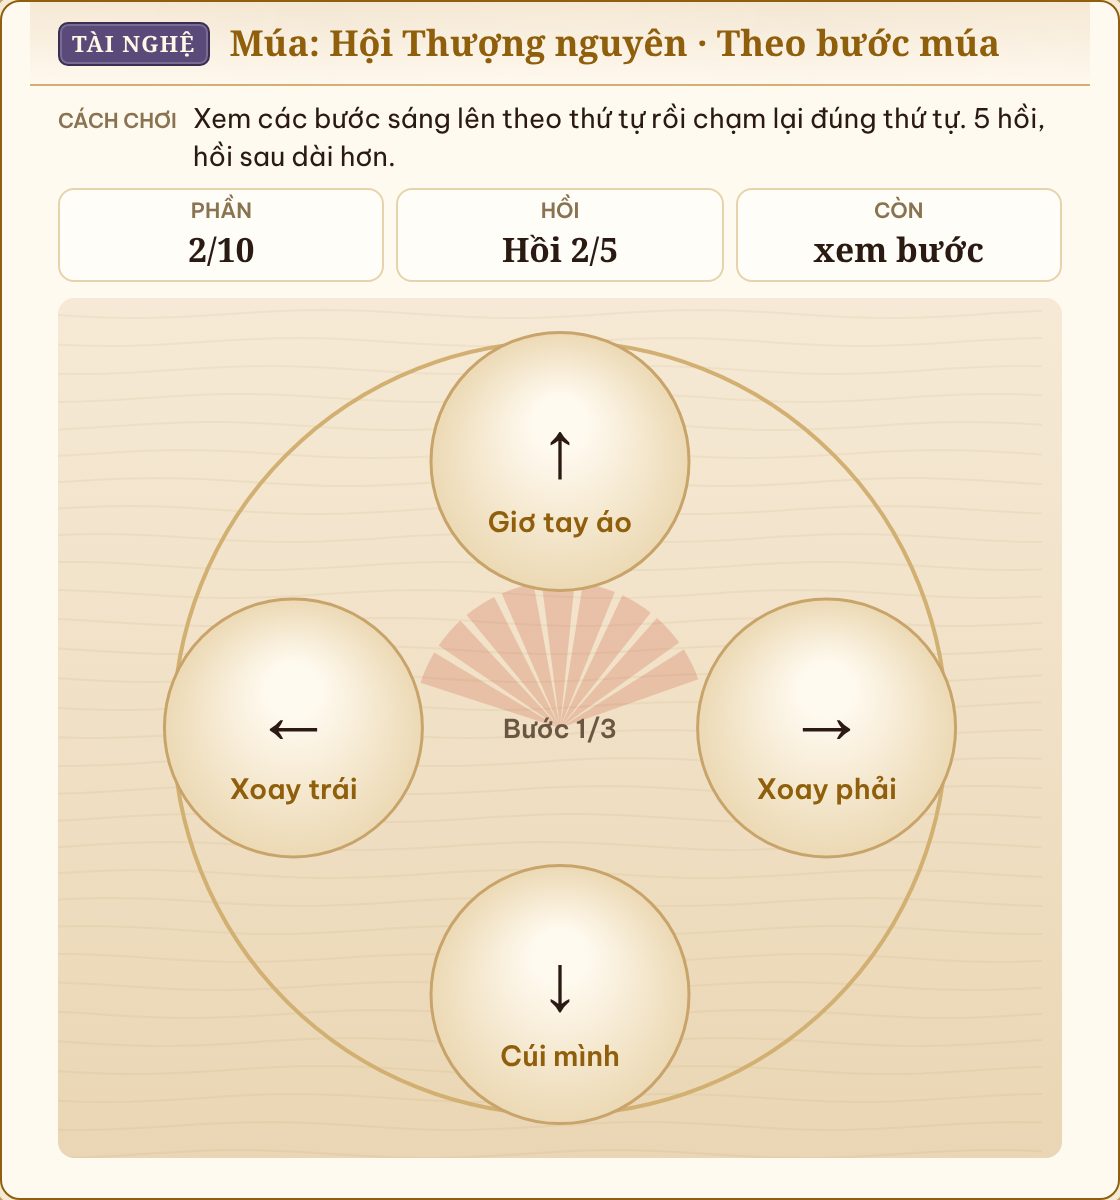 TÀI NGHỆ Múa: Hội Thượng nguyên · Theo bước múa
CÁCH CHƠI Xem các bước sáng lên theo thứ tự rồi chạm lại đúng thứ tự. 5 hồi,
hồi sau dài hơn.
PHẦN HỒI CÒN
2/10 Hồi 2/5 xem bước
↑
Giơ tay áo
← Bước 1/3 →
Xoay trái Xoay phải
↓
Cúi mình